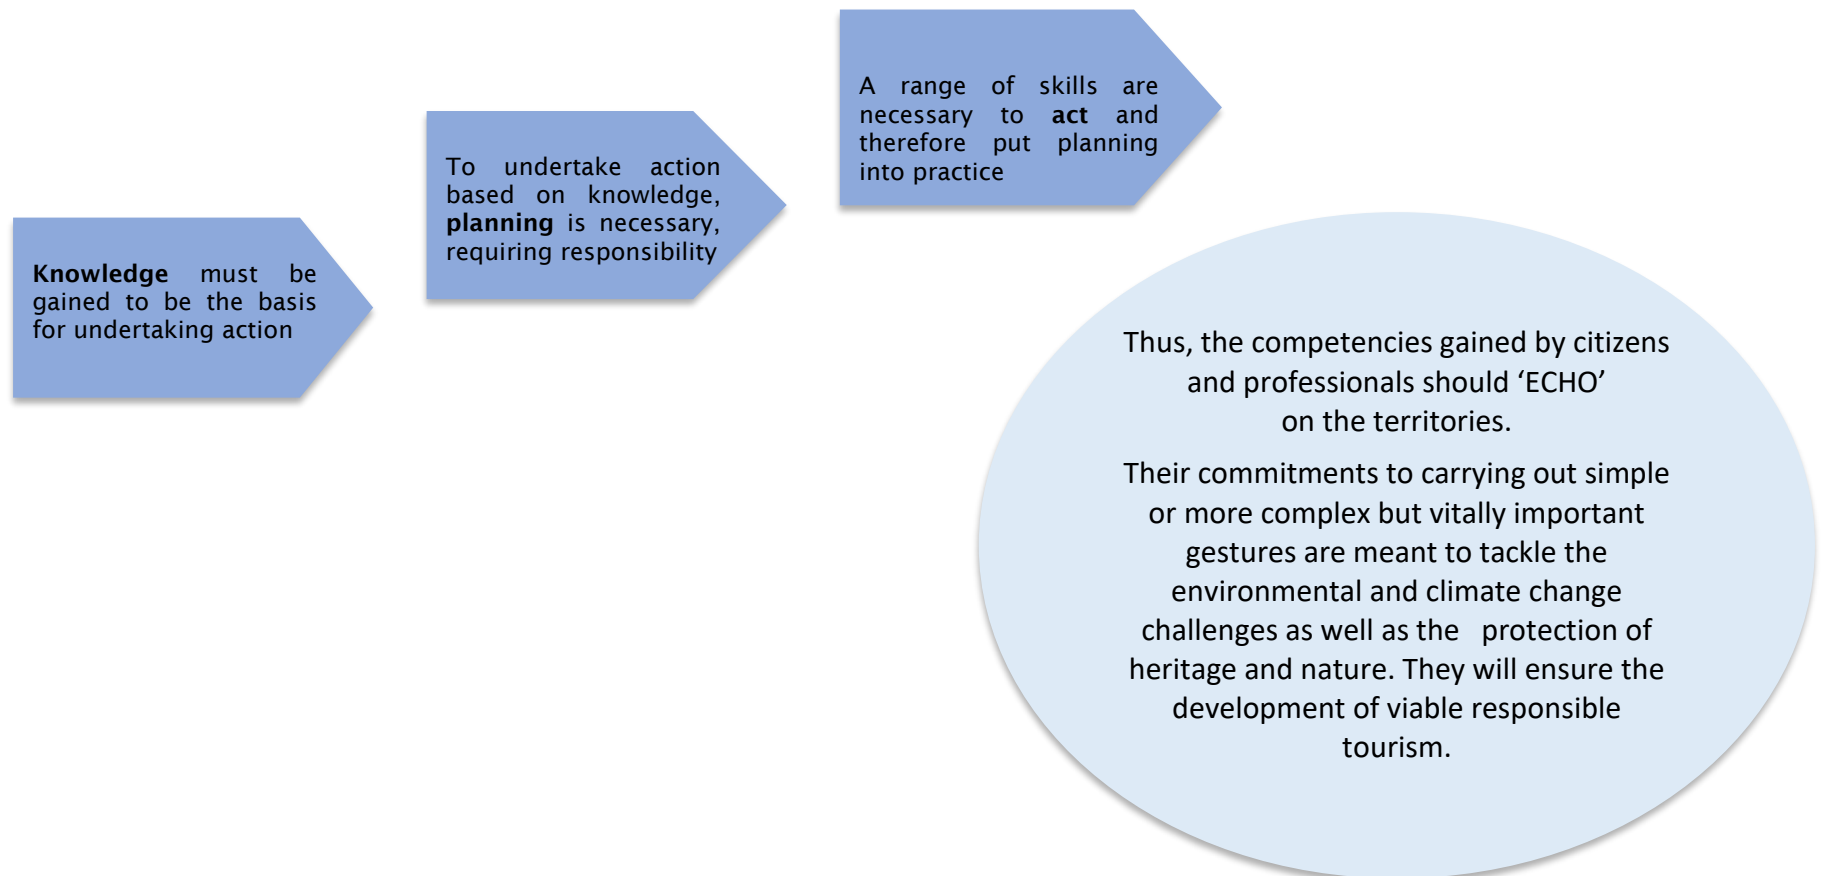 Knowledge must be
gained to be the basis
for undertaking action
To undertake action
based on knowledge,
planning is necessary,
requiring responsibility
A range of skills are
necessary to act and
therefore put planning
into practice
Thus, the competencies gained by citizens
and professionals should ‘ECHO’
on the territories.
Their commitments to carrying out simple
or more complex but vitally important
gestures are meant to tackle the
environmental and climate change
challenges as well as the protection of
heritage and nature. They will ensure the
development of viable responsible
tourism.